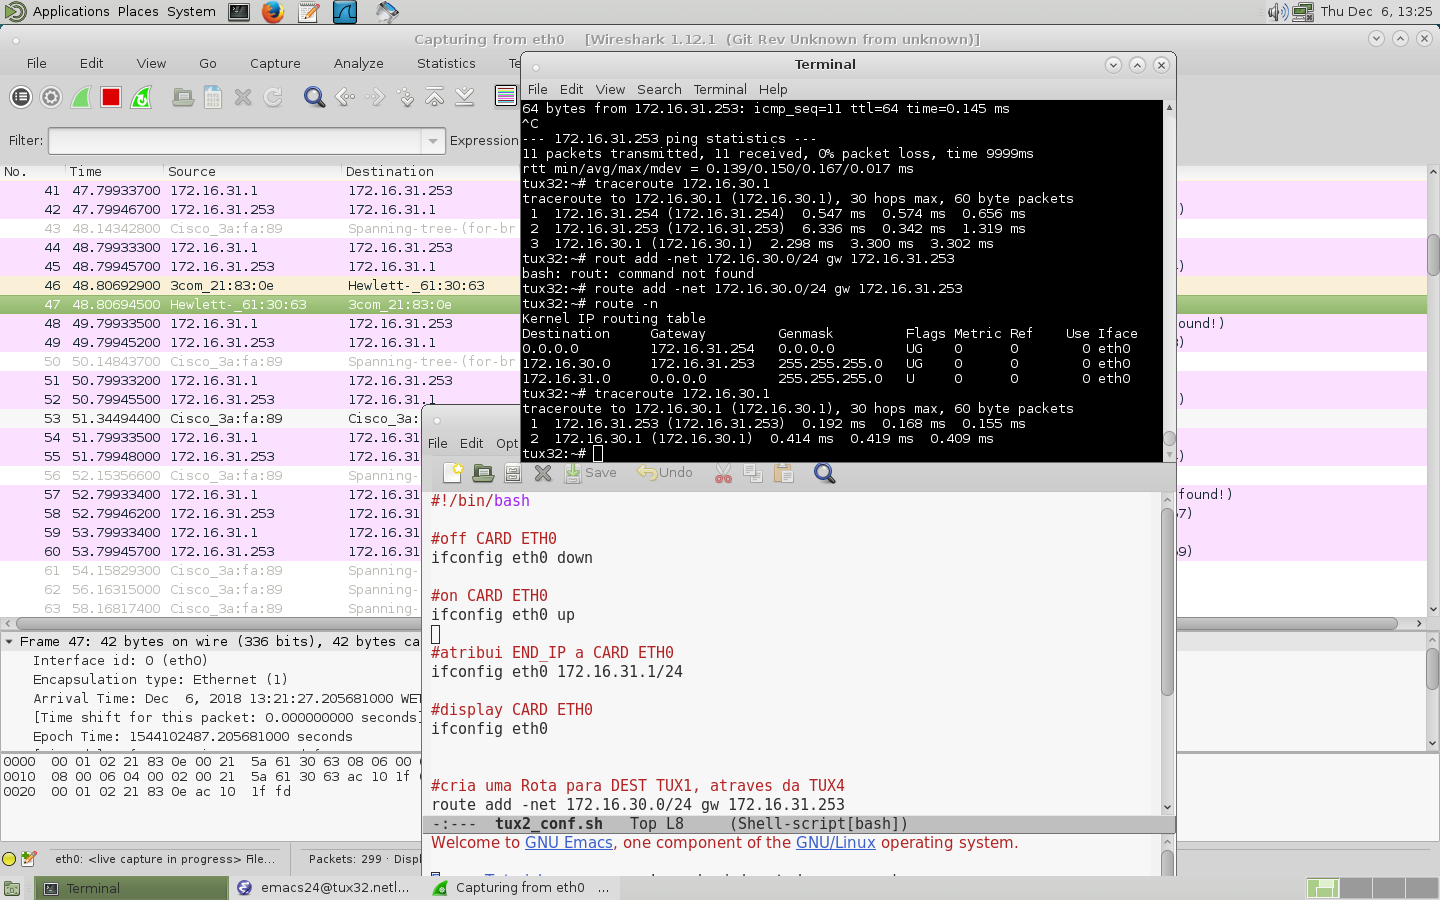 Applications Places System
Thu Dec  6, 13:25
Capturing from eth0    [Wireshark 1.12.1  (Git Rev Unknown from unknown)]
File Edit View Go Capture Analyze Statistics Te
Filter: Expression
No. Time Source Destination
41 47.79933700 172.16.31.1 172.16.31.253
42 47.79946700 172.16.31.253 172.16.31.1 )
43 48.14342800 Cisco_3a:fa:89 Spanning-tree-(for-br
44 48.79933300 172.16.31.1 172.16.31.253
45 48.79945700 172.16.31.253 172.16.31.1 )
46 48.80692900 3com_21:83:0e Hewlett-_61:30:63
47 48.80694500 Hewlett-_61:30:63 3com_21:83:0e
48 49.79933500 172.16.31.1 172.16.31.253 ound!)
49 49.79945200 172.16.31.253 172.16.31.1 )
50 50.14843700 Cisco_3a:fa:89 Spanning-tree-(for-br
51 50.79933200 172.16.31.1 172.16.31.253
52 50.79945500 172.16.31.253 172.16.31.1 )
53 51.34494400 Cisco_3a:fa:89 Cisco_3a:
54 51.79933500 172.16.31.1 172.16.31
55 51.79948000 172.16.31.253 172.16.31 )
56 52.15356600 Cisco_3a:fa:89 Spanning-
57 52.79933400 172.16.31.1 172.16.31 found!)
58 52.79946200 172.16.31.253 172.16.31 7)
59 53.79933400 172.16.31.1 172.16.31
60 53.79945700 172.16.31.253 172.16.31 9)
61 54.15829300 Cisco_3a:fa:89 Spanning-
62 56.16315000 Cisco_3a:fa:89 Spanning-
63 58.16817400 Cisco_3a:fa:89 Spanning-
Frame 47: 42 bytes on wire (336 bits), 42 bytes ca
Interface id: 0 (eth0)
Encapsulation type: Ethernet (1)
Arrival Time: Dec  6, 2018 13:21:27.205681000 WET
[Time shift for this packet: 0.000000000 seconds]
Epoch Time: 1544102487.205681000 seconds
0000  00 01 02 21 83 0e 00 21  5a 61 30 63 08 06 00
0010  08 00 06 04 00 02 00 21  5a 61 30 63 ac 10 1f
0020  00 01 02 21 83 0e ac 10  1f fd
eth0: <live capture in progress> File... Packets: 299 · Displ
Terminal
File Edit View Search Terminal Help
64 bytes from 172.16.31.253: icmp_seq=11 ttl=64 time=0.145 ms
^C
--- 172.16.31.253 ping statistics ---
11 packets transmitted, 11 received, 0% packet loss, time 9999ms
rtt min/avg/max/mdev = 0.139/0.150/0.167/0.017 ms
tux32:~# traceroute 172.16.30.1
traceroute to 172.16.30.1 (172.16.30.1), 30 hops max, 60 byte packets
1  172.16.31.254 (172.16.31.254)  0.547 ms  0.574 ms  0.656 ms
2  172.16.31.253 (172.16.31.253)  6.336 ms  0.342 ms  1.319 ms
3  172.16.30.1 (172.16.30.1)  2.298 ms  3.300 ms  3.302 ms
tux32:~# rout add -net 172.16.30.0/24 gw 172.16.31.253
bash: rout: command not found
tux32:~# route add -net 172.16.30.0/24 gw 172.16.31.253
tux32:~# route -n
Kernel IP routing table
Destination     Gateway         Genmask         Flags Metric Ref    Use Iface
0.0.0.0         172.16.31.254   0.0.0.0         UG    0      0        0 eth0
172.16.30.0     172.16.31.253   255.255.255.0   UG    0      0        0 eth0
172.16.31.0     0.0.0.0         255.255.255.0   U     0      0        0 eth0
tux32:~# traceroute 172.16.30.1
traceroute to 172.16.30.1 (172.16.30.1), 30 hops max, 60 byte packets
1  172.16.31.253 (172.16.31.253)  0.192 ms  0.168 ms  0.155 ms
2  172.16.30.1 (172.16.30.1)  0.414 ms  0.419 ms  0.409 ms
tux32:~#
File Edit Opt
Save Undo
#!/bin/bash
#off CARD ETH0
ifconfig eth0 down
#on CARD ETH0
ifconfig eth0 up
#atribui END_IP a CARD ETH0
ifconfig eth0 172.16.31.1/24
#display CARD ETH0
ifconfig eth0
#cria uma Rota para DEST TUX1, atraves da TUX4
route add -net 172.16.30.0/24 gw 172.16.31.253
-:---  tux2_conf.sh   Top L8     (Shell-script[bash])
Welcome to GNU Emacs, one component of the GNU/Linux operating system.
Terminal
emacs24@tux32.netl...
Capturing from eth0   ...